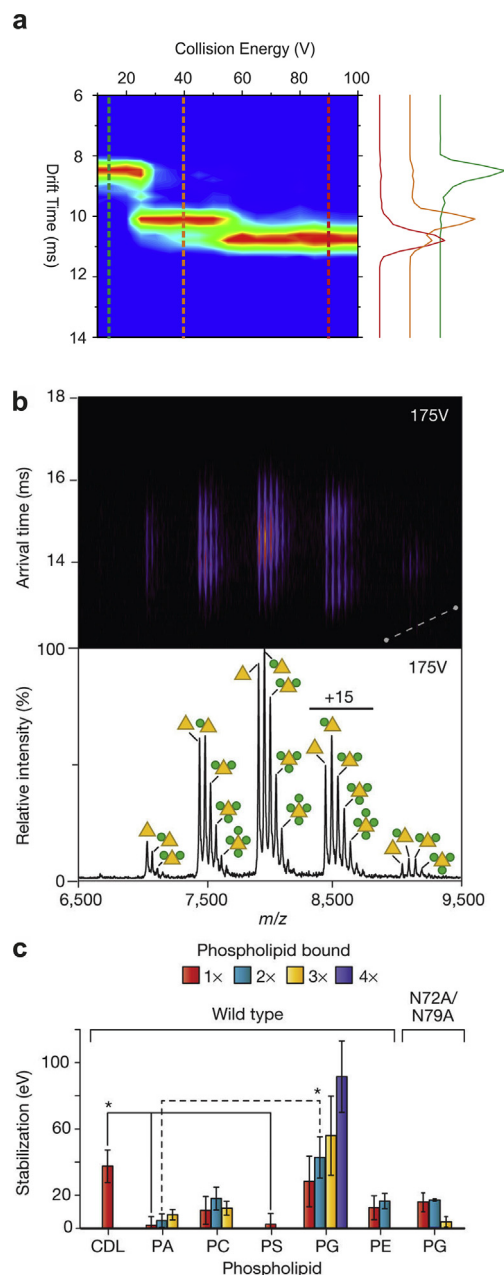 a
Collision Energy (V)
20 40 60 80 100
6
8
10
12
14
Drift Time (ms)
b
18
16
14
Arrival time (ms)
175V
100
0
Relative intensity (%)
175V
+15
6,500 7,500 8,500 9,500
m/z
c
Phospholipid bound
1× 2× 3× 4×
Wild type
N72A/
N79A
Stabilization (eV)
100
60
20
0
*
*
CDL PA PC PS PG PE PG
Phospholipid